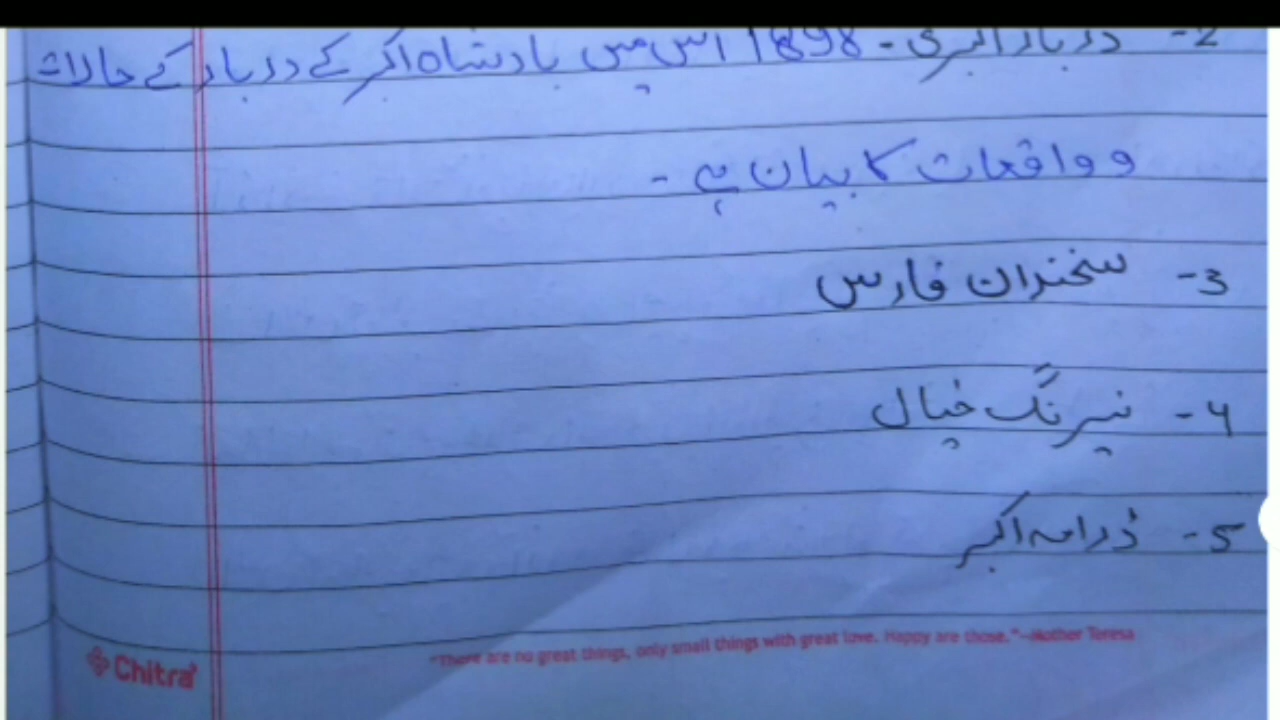 2- دربار اکبری - 1898 اس میں بادشاہ اکبر کے دربار کے حالات
و واقعات کا بیان ہے -
3- سخندان فارس
4- نیرنگ خیال
5- ڈرامہ اکبر
"There are no great things, only small things with great love. Happy are those."-Mother Teresa
Chitra